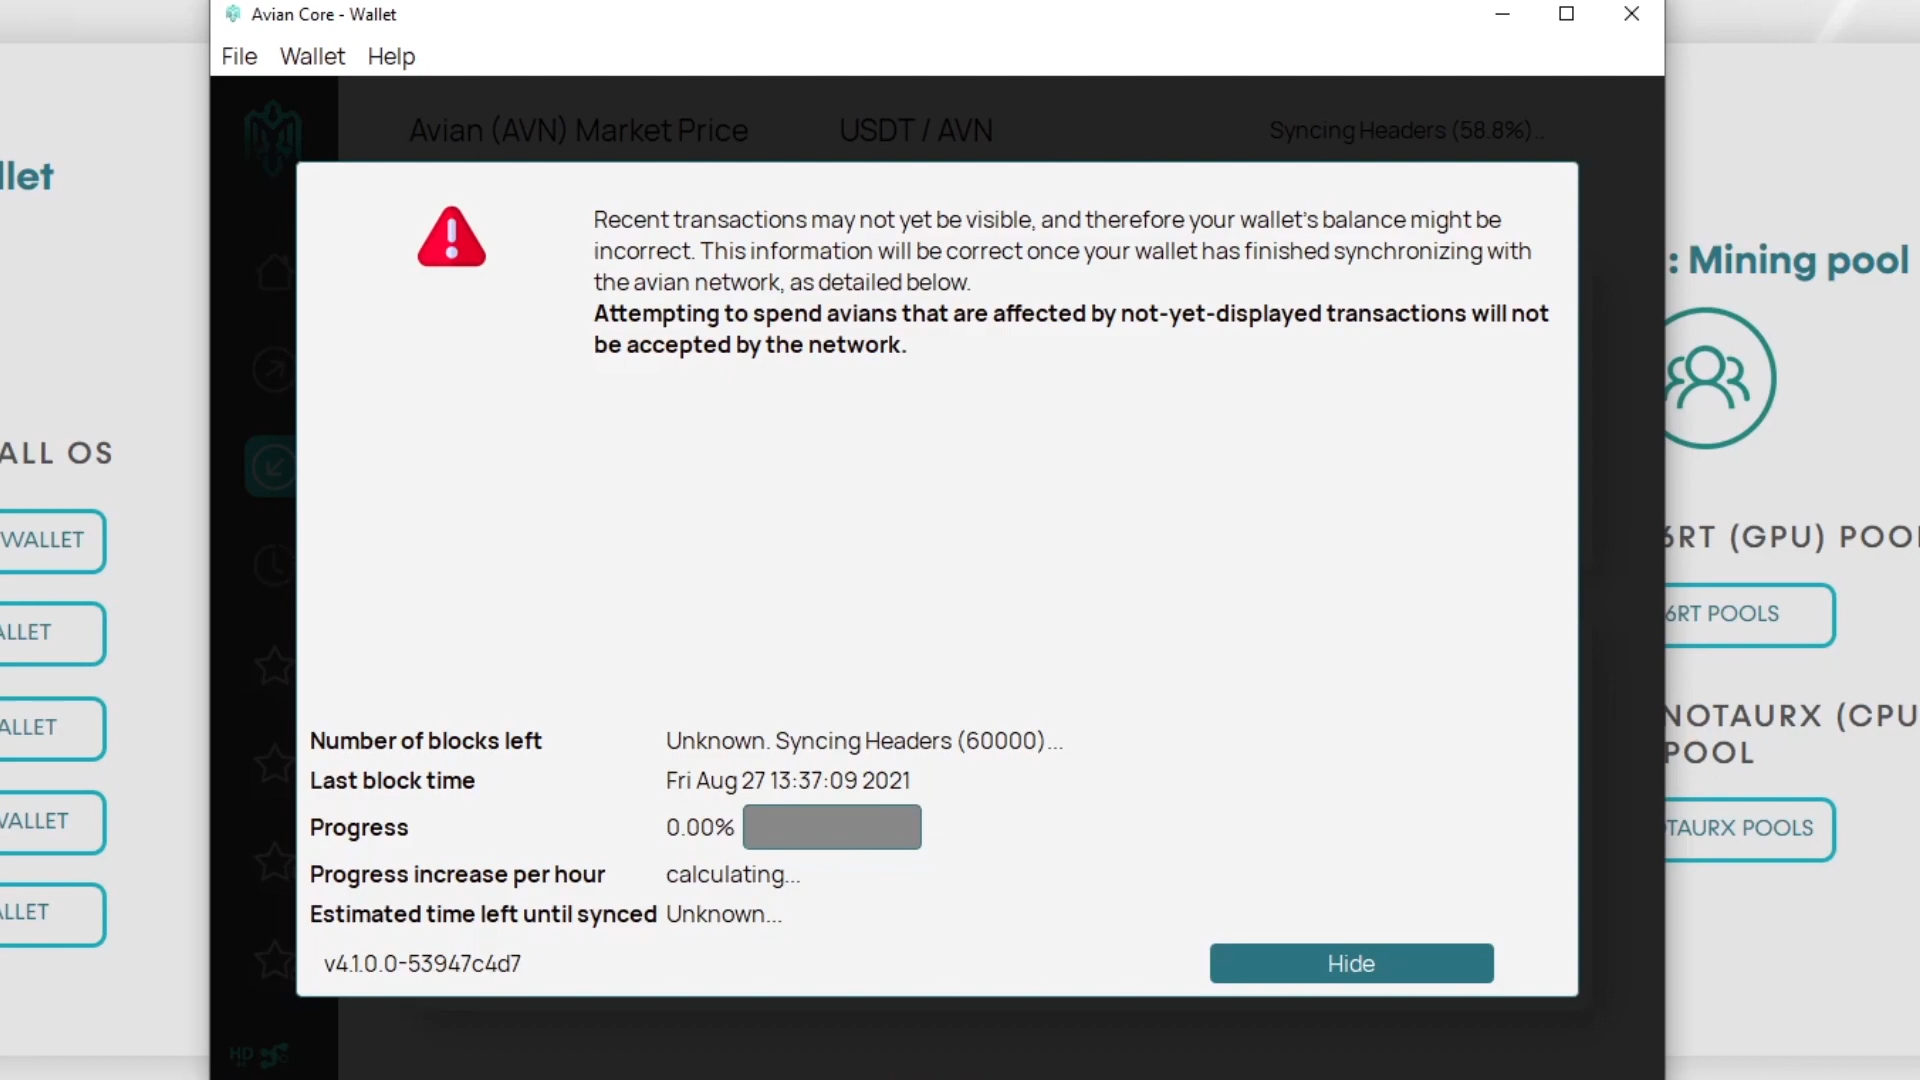 Avian Core - Wallet
File Wallet Help
Avian (AVN) Market Price USDT / AVN Syncing Headers (58.8%)...
Recent transactions may not yet be visible, and therefore your wallet's balance might be
incorrect. This information will be correct once your wallet has finished synchronizing with
the avian network, as detailed below.
Attempting to spend avians that are affected by not-yet-displayed transactions will not
be accepted by the network.
Number of blocks left Unknown. Syncing Headers (60000)...
Last block time Fri Aug 27 13:37:09 2021
Progress 0.00%
Progress increase per hour calculating...
Estimated time left until synced Unknown...
v4.1.0.0-53947c4d7
Hide
HD
llet
ALL OS
WALLET
ALLET
ALLET
WALLET
ALLET
: Mining pool
6RT (GPU) POOL
6RT POOLS
NOTAURX (CPU
POOL
TAURX POOLS